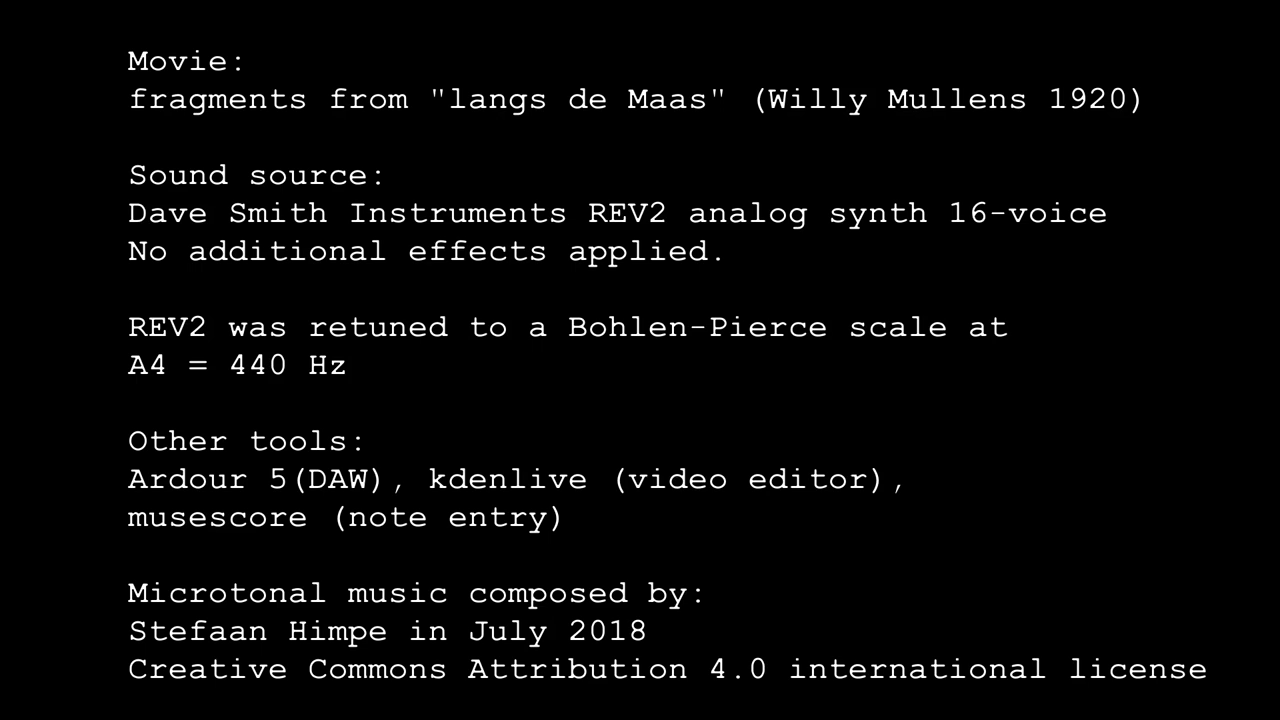 Movie:
fragments from "langs de Maas" (Willy Mullens 1920)
Sound source:
Dave Smith Instruments REV2 analog synth 16-voice
No additional effects applied.
REV2 was retuned to a Bohlen-Pierce scale at
A4 = 440 Hz
Other tools:
Ardour 5(DAW), kdenlive (video editor),
musescore (note entry)
Microtonal music composed by:
Stefaan Himpe in July 2018
Creative Commons Attribution 4.0 international license